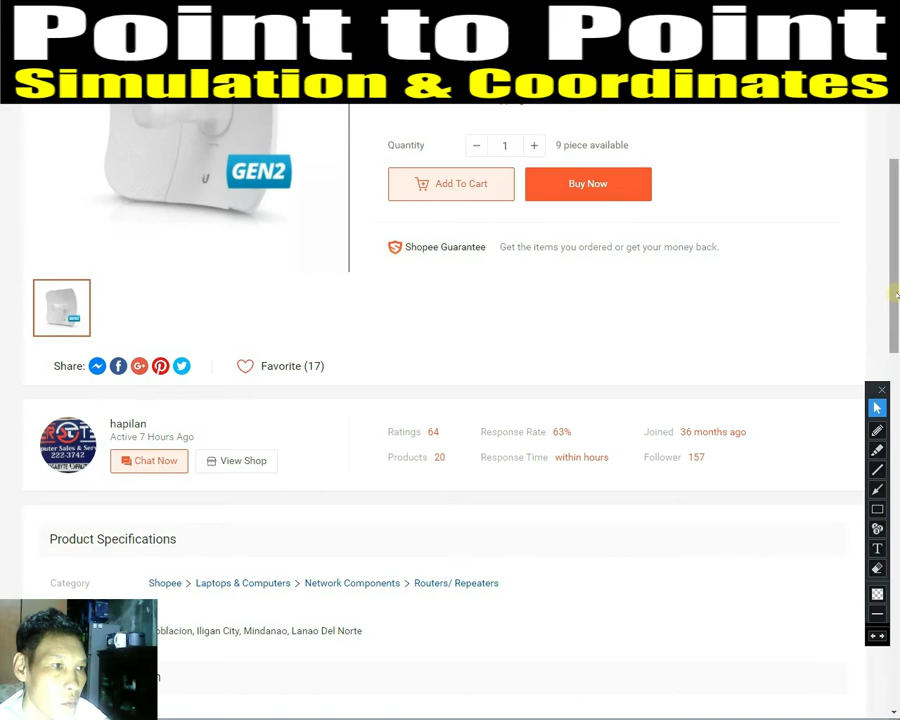 Point to Point
Simulation & Coordinates
Quantity − 1 + 9 piece available
GEN2
Add To Cart Buy Now
Shopee Guarantee Get the items you ordered or get your money back.
Share: Favorite (17)
hapilan
Active 7 Hours Ago
Chat Now View Shop
Ratings 64 Response Rate 63% Joined 36 months ago
Products 20 Response Time within hours Follower 157
222-3742
Product Specifications
Category Shopee > Laptops & Computers > Network Components > Routers/ Repeaters
oblacion, Iligan City, Mindanao, Lanao Del Norte
n